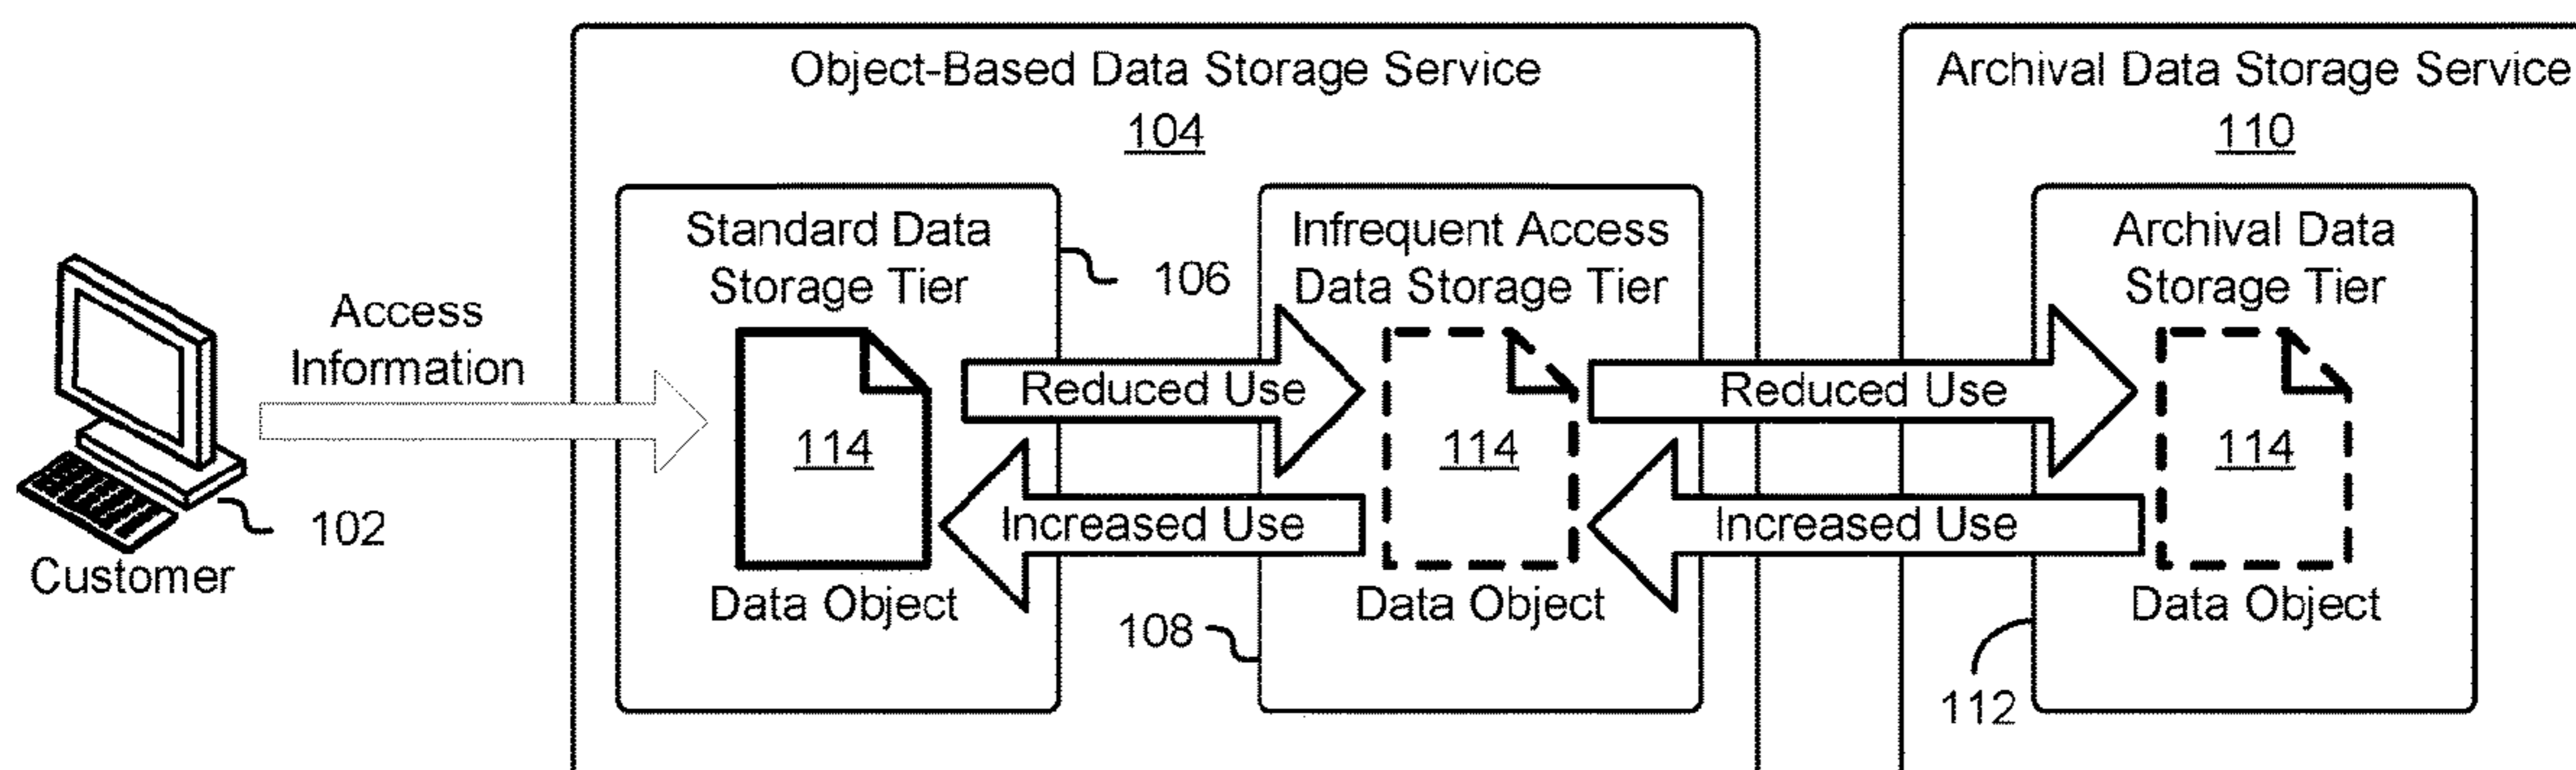 Object-Based Data Storage Service
104
Archival Data Storage Service
110
Standard Data
Storage Tier
106
Infrequent Access
Data Storage Tier
Archival Data
Storage Tier
Access
Information
Reduced Use
Reduced Use
114
114
114
Increased Use
Increased Use
102
Customer
Data Object
Data Object
Data Object
108
112